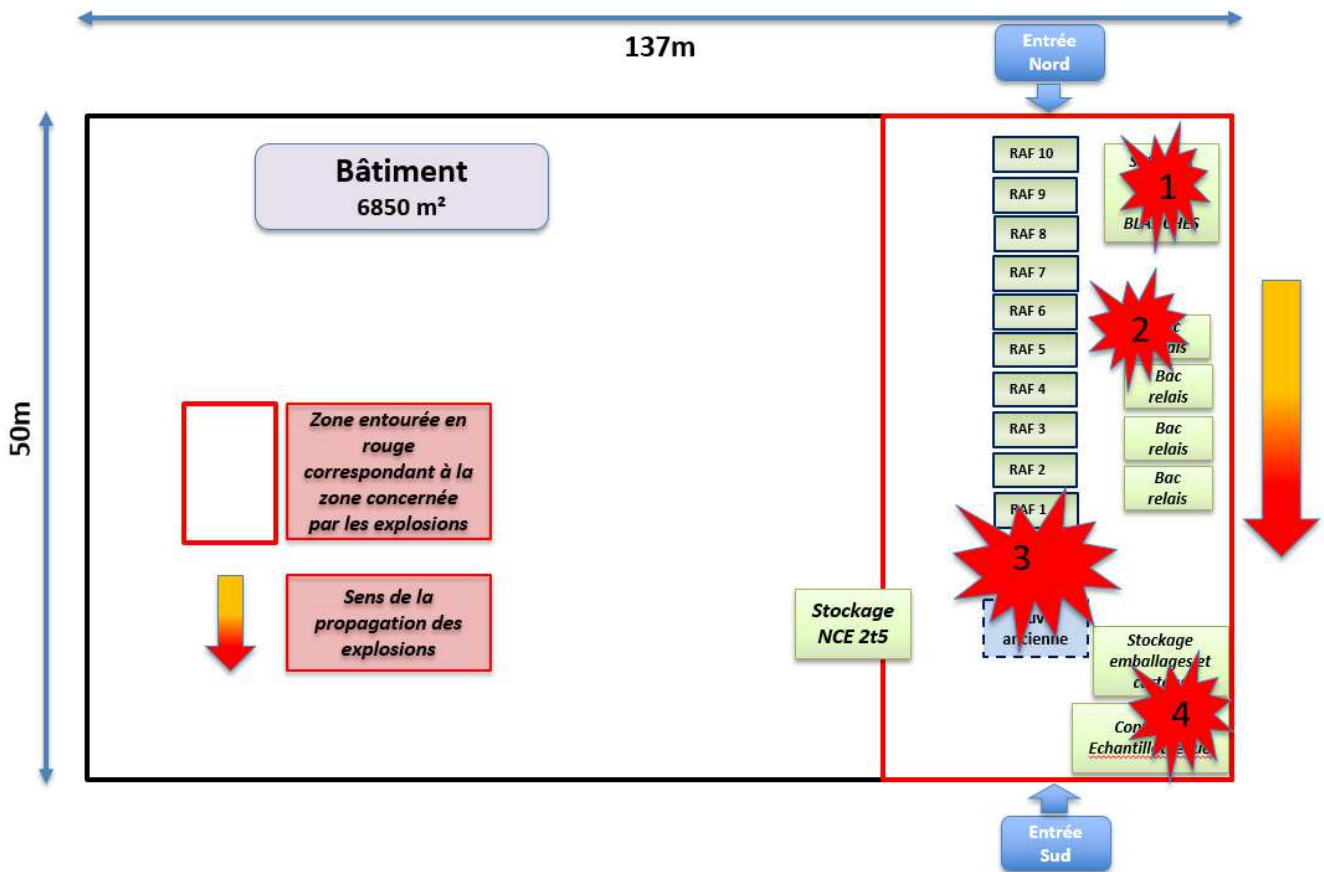 137m
Entrée
Nord
50m
Bâtiment
6850 m²
RAF 10
RAF 9
RAF 8
RAF 7
RAF 6
RAF 5
RAF 4
RAF 3
RAF 2
RAF 1
1
2
Bac
relais
Bac
relais
Bac
relais
3
ancienne
Zone entourée en
rouge
correspondant à la
zone concernée
par les explosions
Sens de la
propagation des
explosions
Stockage
NCE 2t5
Stockage
emballages et
4
Entrée
Sud